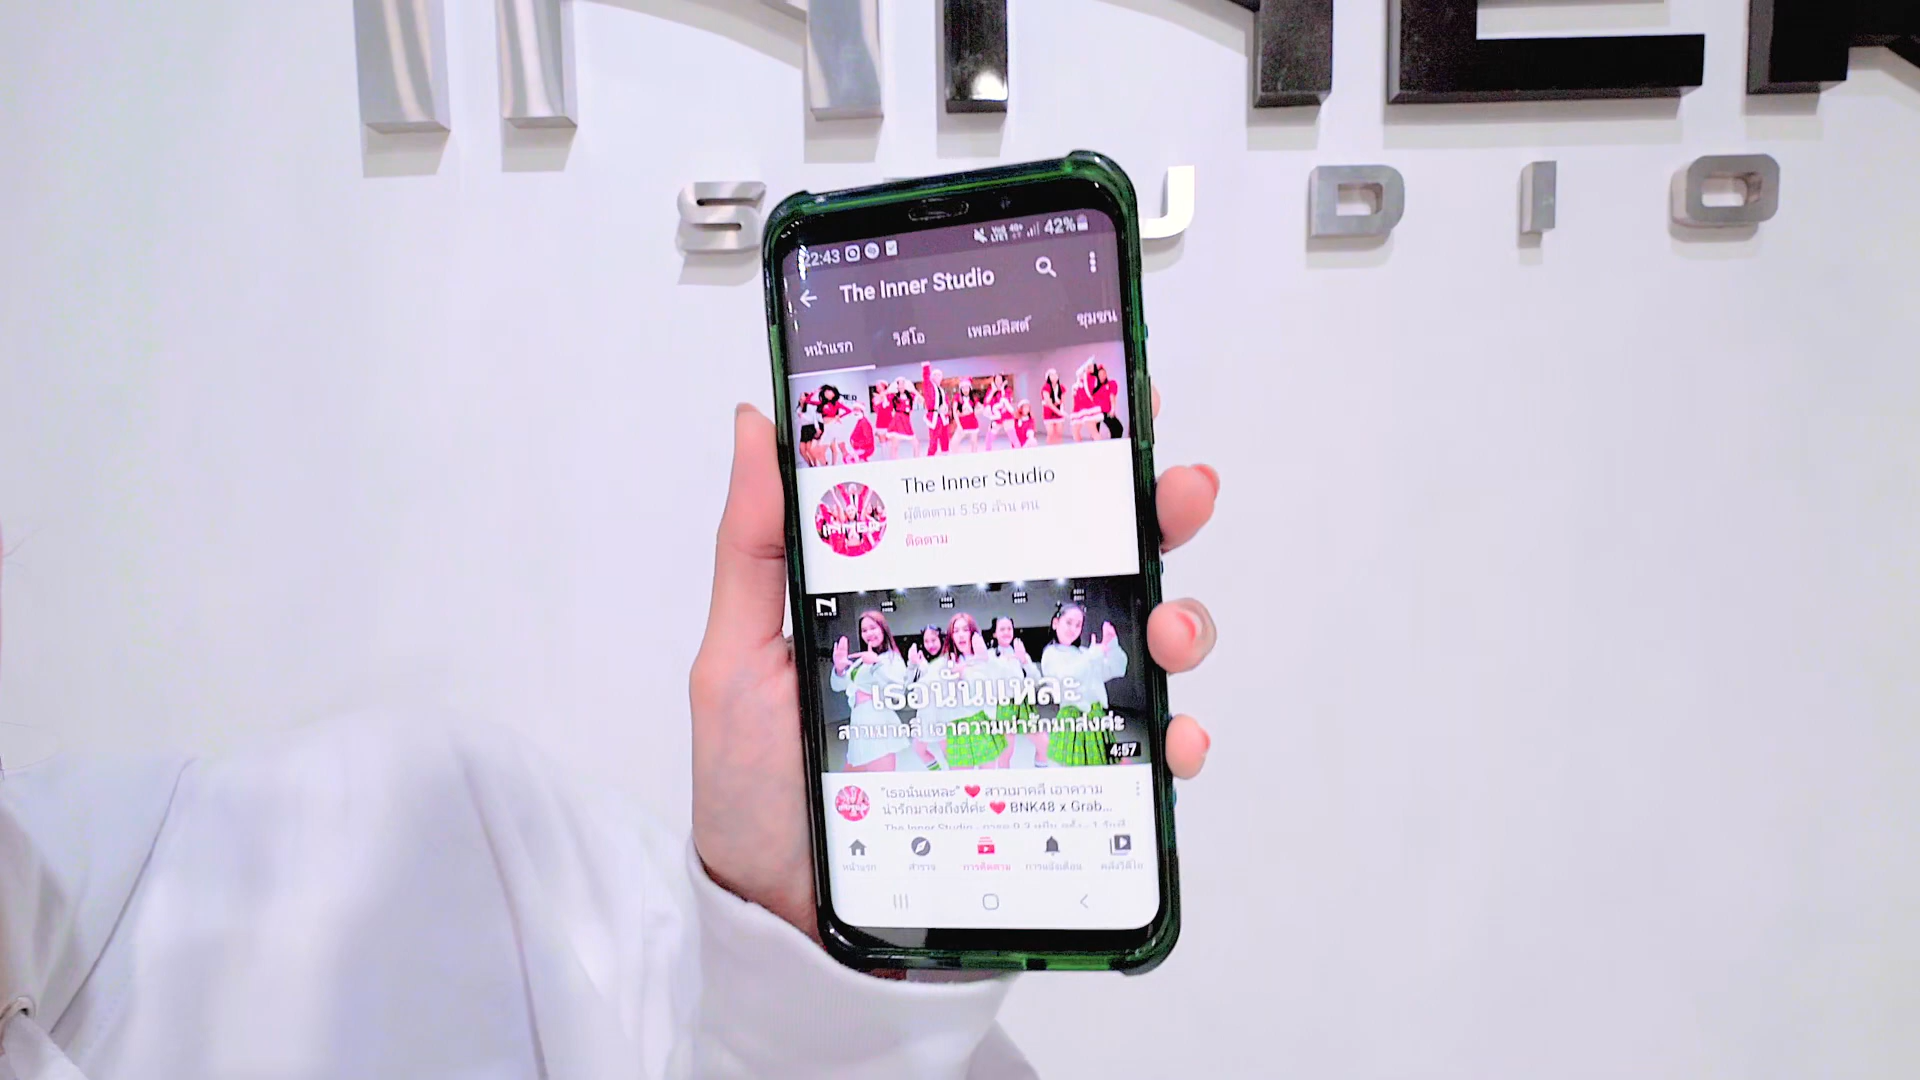 INNER
STUDIO
22:43
42%
The Inner Studio
หน้าแรก
วิดีโอ
เพลย์ลิสต์
ชุมชน
The Inner Studio
ผู้ติดตาม 5.59 ล้าน คน
ติดตาม
เธอนั่นแหละ
สาวเมาคลี เอาความน่ารักมาส่งค่ะ
4:57
"เธอนั่นแหละ" ❤ สาวเมาคลี เอาความ
น่ารักมาส่งถึงที่ค่ะ ❤ BNK48 x Grab...
The Inner Studio
หน้าแรก
สำรวจ
การติดตาม
การแจ้งเตือน
คลังวิดีโอ